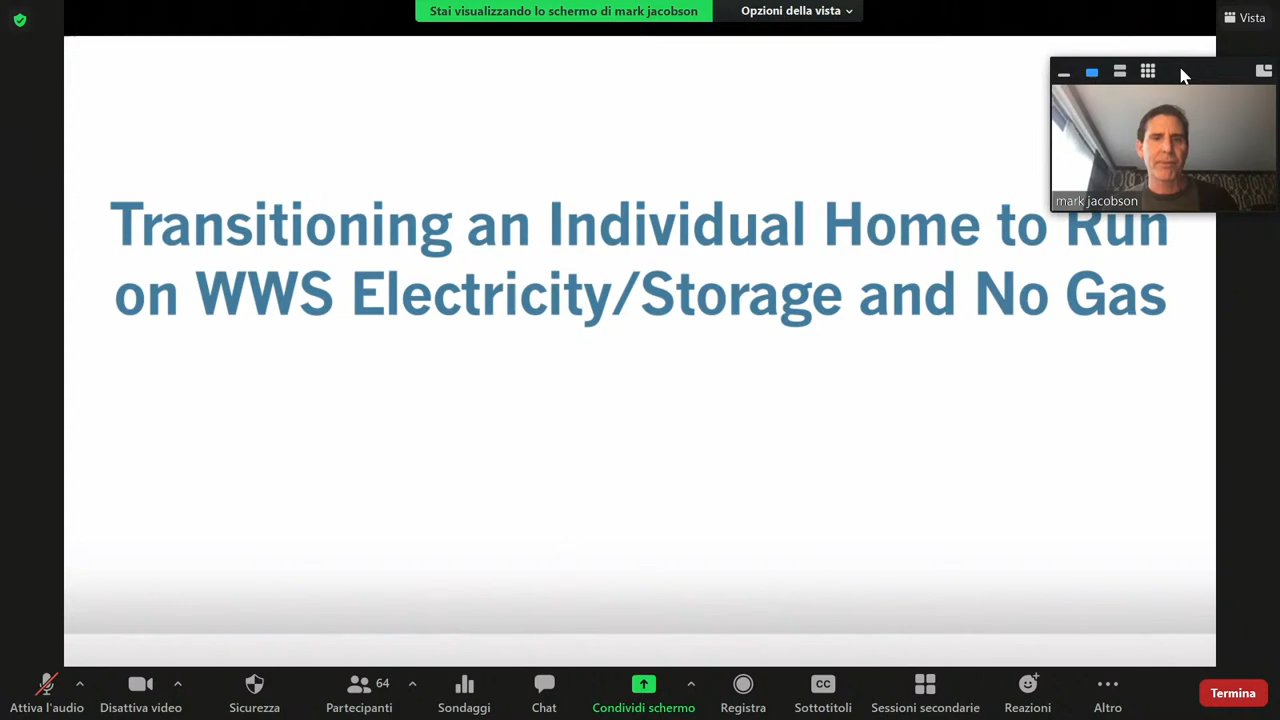 Stai visualizzando lo schermo di mark jacobson
Opzioni della vista
Vista
mark jacobson
Transitioning an Individual Home to Run
on WWS Electricity/Storage and No Gas
64
CC
Attiva l'audio
Disattiva video
Sicurezza
Partecipanti
Sondaggi
Chat
Condividi schermo
Registra
Sottotitoli
Sessioni secondarie
Reazioni
Altro
Termina